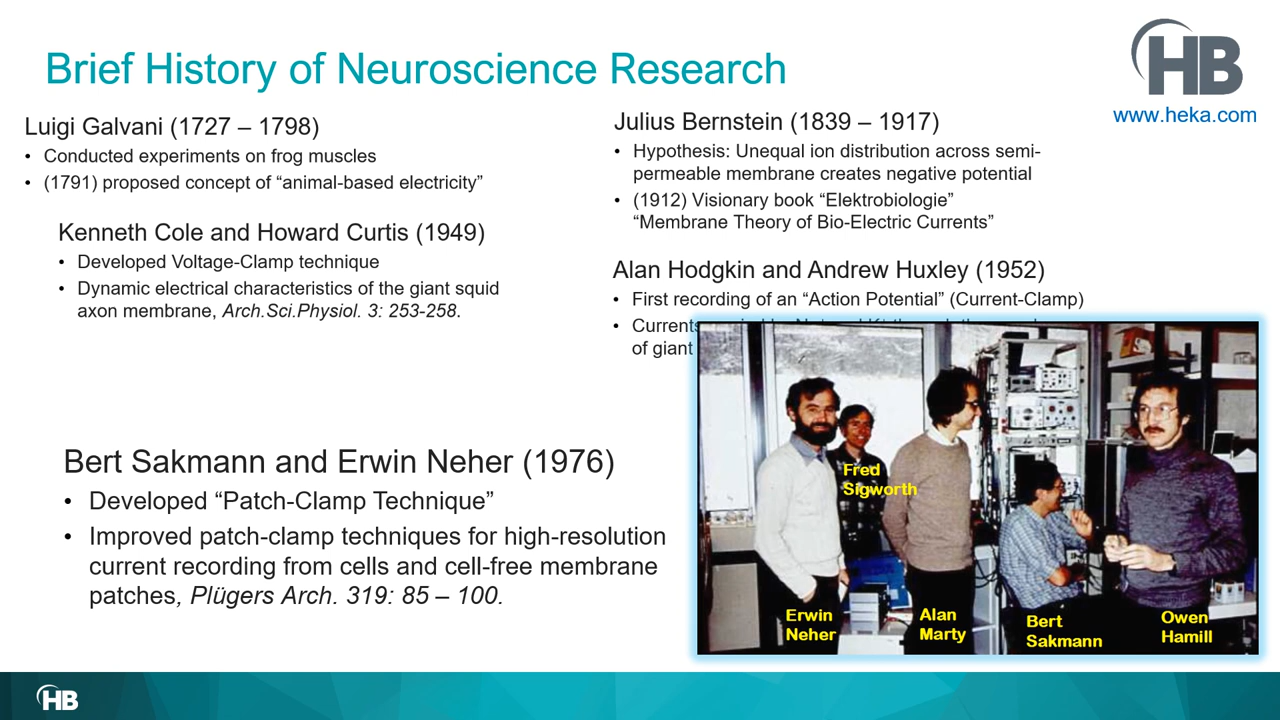 Brief History of Neuroscience Research
HB
www.heka.com
Luigi Galvani (1727 – 1798)
• Conducted experiments on frog muscles
• (1791) proposed concept of “animal-based electricity”
Kenneth Cole and Howard Curtis (1949)
• Developed Voltage-Clamp technique
• Dynamic electrical characteristics of the giant squid
axon membrane, Arch.Sci.Physiol. 3: 253-258.
Julius Bernstein (1839 – 1917)
• Hypothesis: Unequal ion distribution across semi-
permeable membrane creates negative potential
• (1912) Visionary book “Elektrobiologie”
“Membrane Theory of Bio-Electric Currents”
Alan Hodgkin and Andrew Huxley (1952)
• First recording of an “Action Potential” (Current-Clamp)
• Currents
of giant
Bert Sakmann and Erwin Neher (1976)
• Developed “Patch-Clamp Technique”
• Improved patch-clamp techniques for high-resolution
current recording from cells and cell-free membrane
patches, Plügers Arch. 319: 85 – 100.
Fred
Sigworth
Erwin
Neher
Alan
Marty
Bert
Sakmann
Owen
Hamill
HB